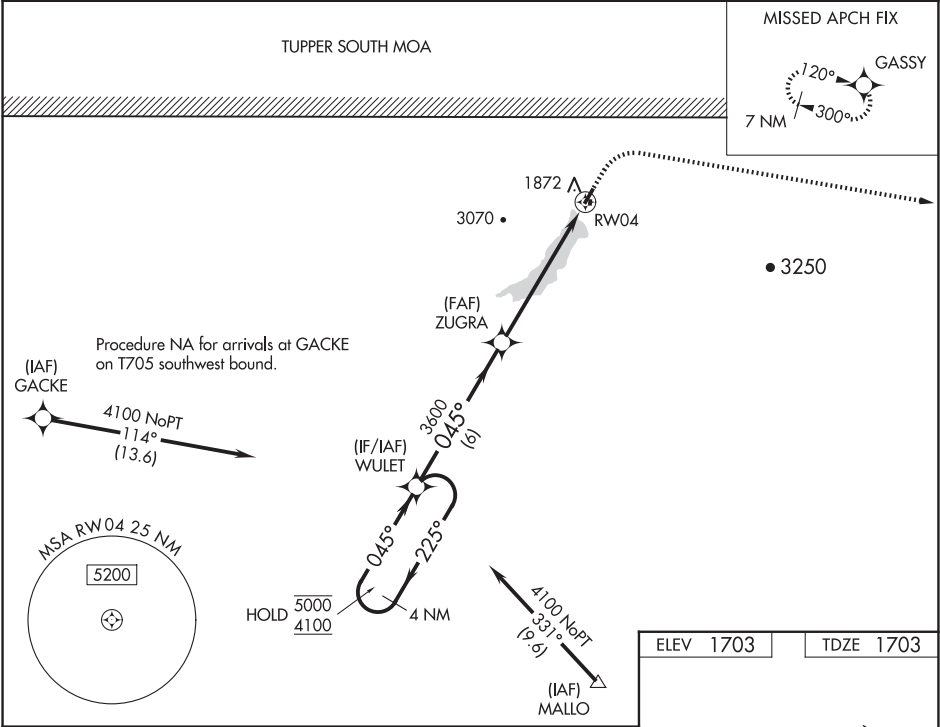 TUPPER SOUTH MOA
MISSED APCH FIX
GASSY
120°
300°
7 NM
1872
RW04
3070
3250
(FAF)
ZUGRA
Procedure NA for arrivals at GACKE
on T705 southwest bound.
(IAF)
GACKE
4100 NoPT
114°
(13.6)
3600
045°
(6)
(IF/IAF)
WULET
045°
225°
MSA RW04 25 NM
5200
HOLD
5000
4100
4 NM
4100 NoPT
331°
(9.6)
(IAF)
MALLO
ELEV 1703
TDZE 1703